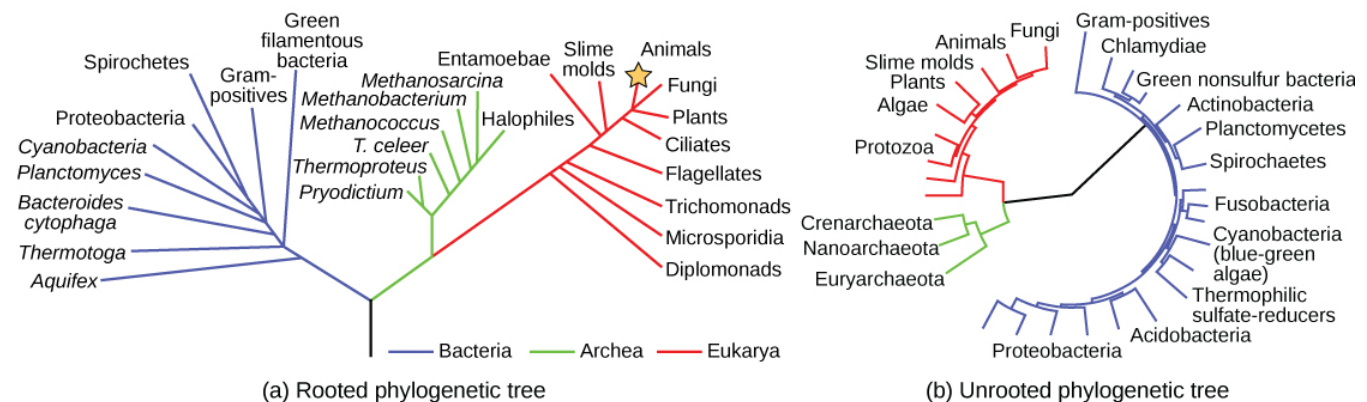 Green
filamentous
bacteria
Spirochetes
Gram-
positives
Proteobacteria
Cyanobacteria
Planctomyces
Bacteroides
cytophaga
Thermotoga
Aquifex
Entamoebae
Slime
molds
Animals
Methanosarcina
Methanobacterium
Methanococcus
T. celeer
Thermoproteus
Pryodictium
Halophiles
Fungi
Plants
Ciliates
Flagellates
Trichomonads
Microsporidia
Diplomonads
Bacteria
Archea
Eukarya
(a) Rooted phylogenetic tree
Fungi
Animals
Slime molds
Plants
Algae
Protozoa
Crenarchaeota
Nanoarchaeota
Euryarchaeota
Gram-positives
Chlamydiae
Green nonsulfur bacteria
Actinobacteria
Planctomycetes
Spirochaetes
Fusobacteria
Cyanobacteria
(blue-green
algae)
Thermophilic
sulfate-reducers
Acidobacteria
Proteobacteria
(b) Unrooted phylogenetic tree